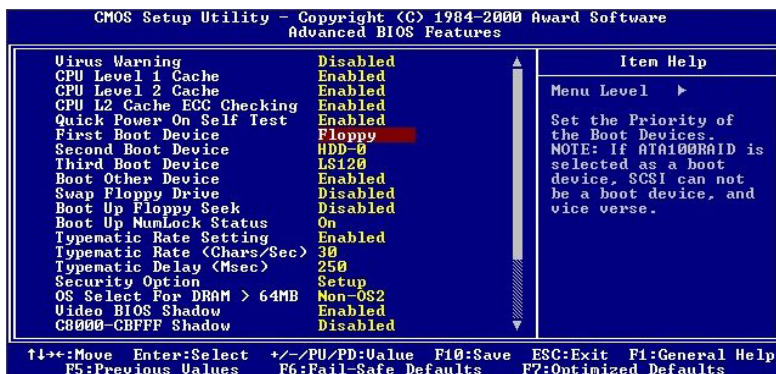 CMOS Setup Utility - Copyright (C) 1984-2000 Award Software
Advanced BIOS Features
Virus Warning Disabled
CPU Level 1 Cache Enabled
CPU Level 2 Cache Enabled
CPU L2 Cache ECC Checking Enabled
Quick Power On Self Test Enabled
First Boot Device Floppy
Second Boot Device HDD-0
Third Boot Device LS120
Boot Other Device Enabled
Swap Floppy Drive Disabled
Boot Up Floppy Seek Disabled
Boot Up NumLock Status On
Typematic Rate Setting Enabled
Typematic Rate (Chars/Sec) 30
Typematic Delay (Msec) 250
Security Option Setup
OS Select For DRAM > 64MB Non-OS2
Video BIOS Shadow Enabled
C8000-CBFFF Shadow Disabled
Item Help
Menu Level ▶
Set the Priority of
the Boot Devices.
NOTE: If ATA100RAID is
selected as a boot
device, SCSI can not
be a boot device, and
vice verse.
↑↓→←:Move Enter:Select +/-/PU/PD:Value F10:Save ESC:Exit F1:General Help
F5:Previous Values F6:Fail-Safe Defaults F7:Optimized Defaults